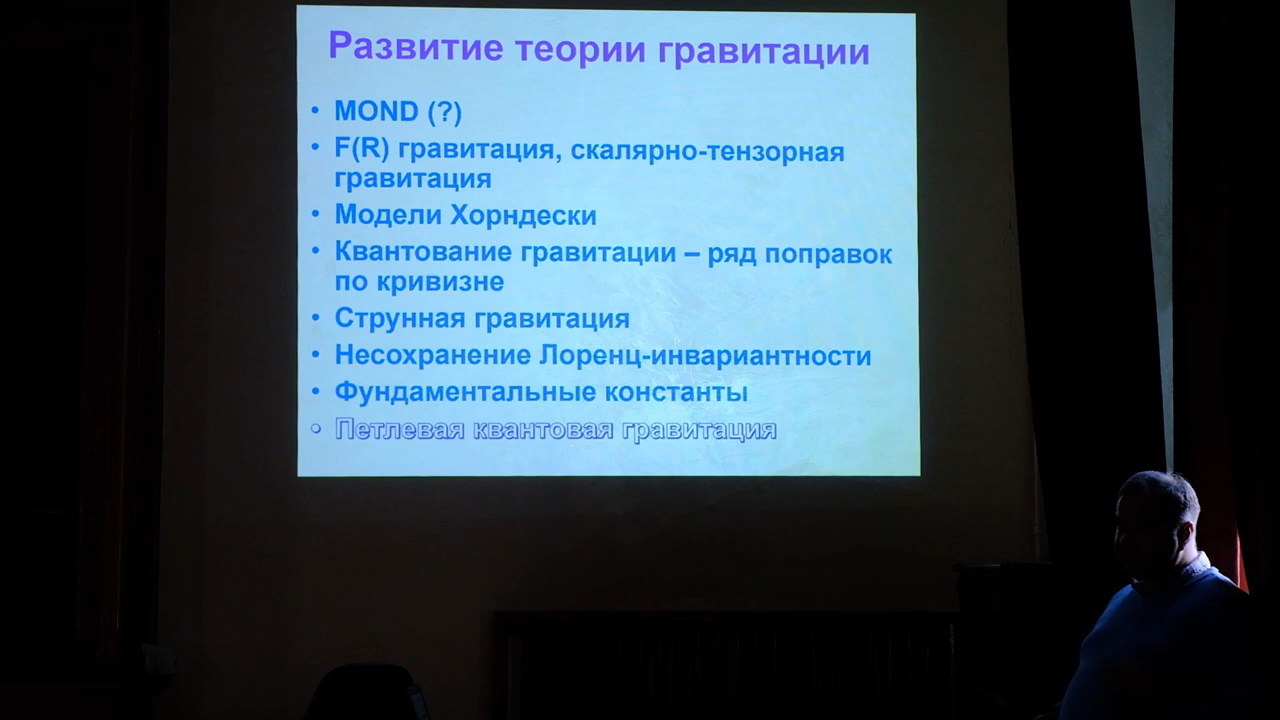 Развитие теории гравитации
• MOND (?)
• F(R) гравитация, скалярно-тензорная
гравитация
• Модели Хорндески
• Квантование гравитации – ряд поправок
по кривизне
• Струнная гравитация
• Несохранение Лоренц-инвариантности
• Фундаментальные константы
• Петлевая квантовая гравитация